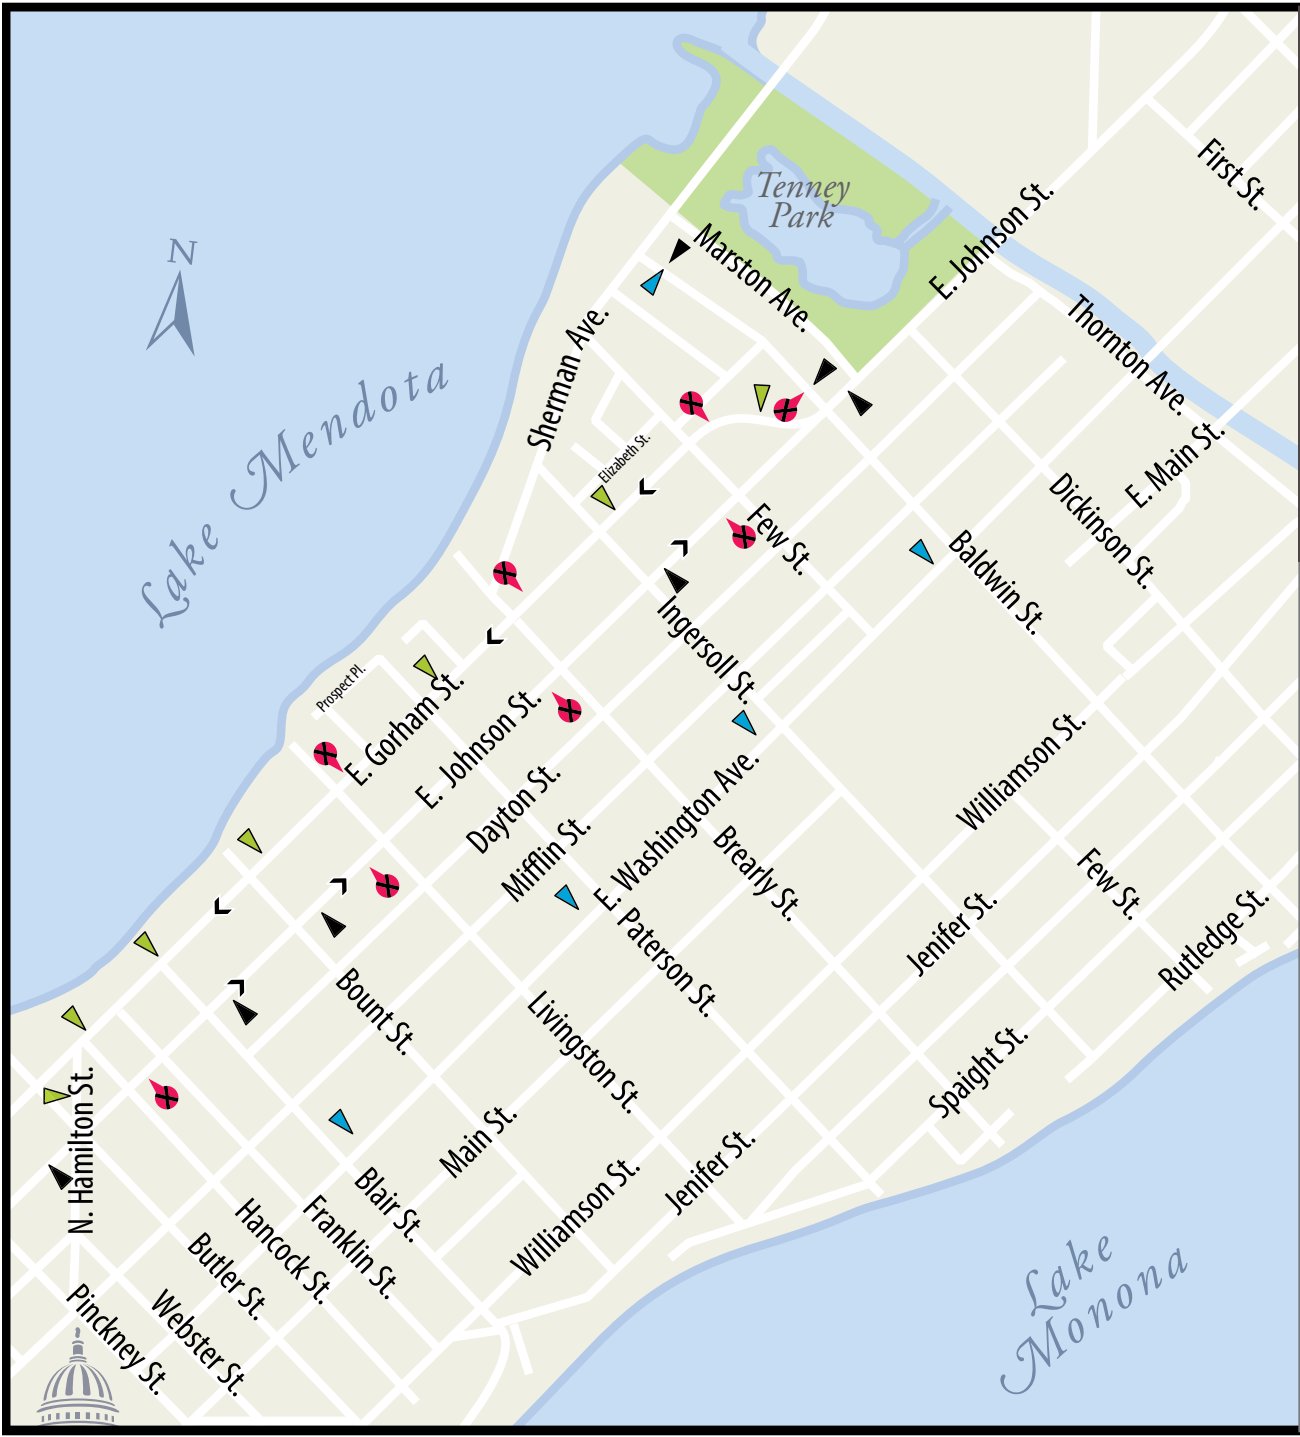 First St.
Tenney
Park
E. Johnson St.
Marston Ave.
N
Thornton Ave.
Sherman Ave.
Lake Mendota
Elizabeth St.
E. Main St.
Dickinson St.
Few St.
Baldwin St.
Ingersoll St.
Prospect Pl.
E. Gorham St.
E. Johnson St.
Dayton St.
Mifflin St.
E. Washington Ave.
Williamson St.
Brearly St.
Few St.
Jenifer St.
Rutledge St.
Paterson St.
Bount St.
Livingston St.
Spaight St.
N. Hamilton St.
Main St.
Jenifer St.
Blair St.
Williamson St.
Franklin St.
Hancock St.
Butler St.
Webster St.
Pinckney St.
Lake
Monona